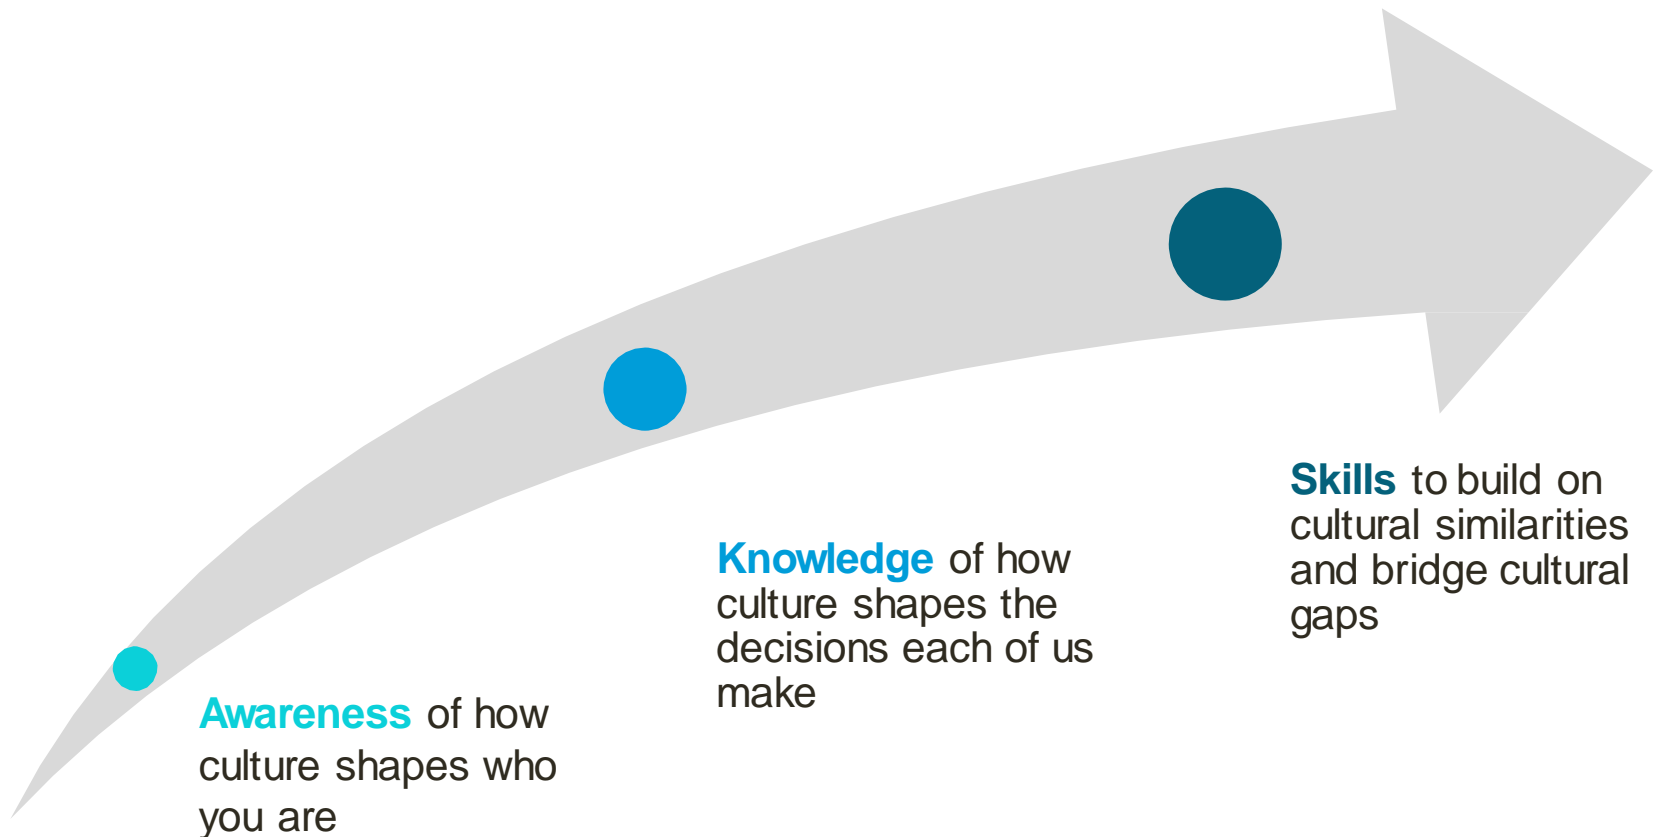 Awareness of how
culture shapes who
you are
Knowledge of how
culture shapes the
decisions each of us
make
Skills to build on
cultural similarities
and bridge cultural
gaps